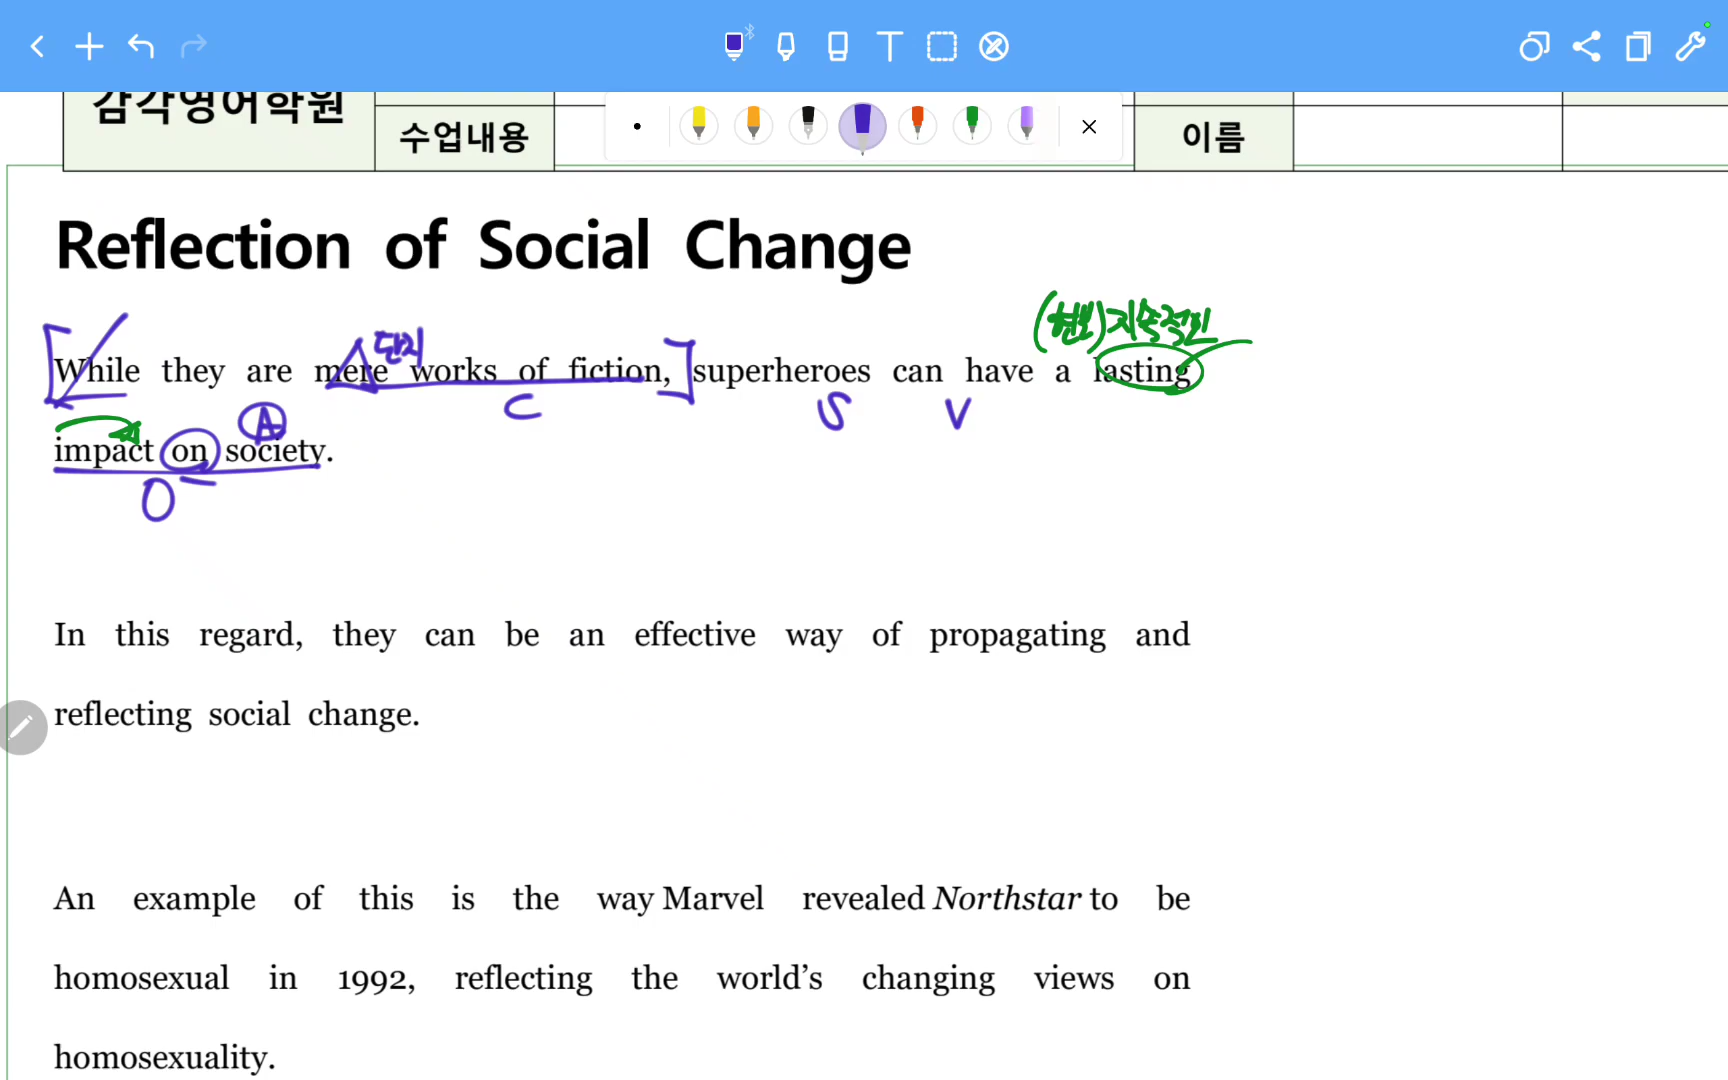 감각영어학원
수업내용
이름
Reflection of Social Change
(현분)지속적인
단지
While they are mere works of fiction, superheroes can have a lasting
C S V
A
impact on society.
O
In this regard, they can be an effective way of propagating and
reflecting social change.
An example of this is the way Marvel revealed Northstar to be
homosexual in 1992, reflecting the world's changing views on
homosexuality.